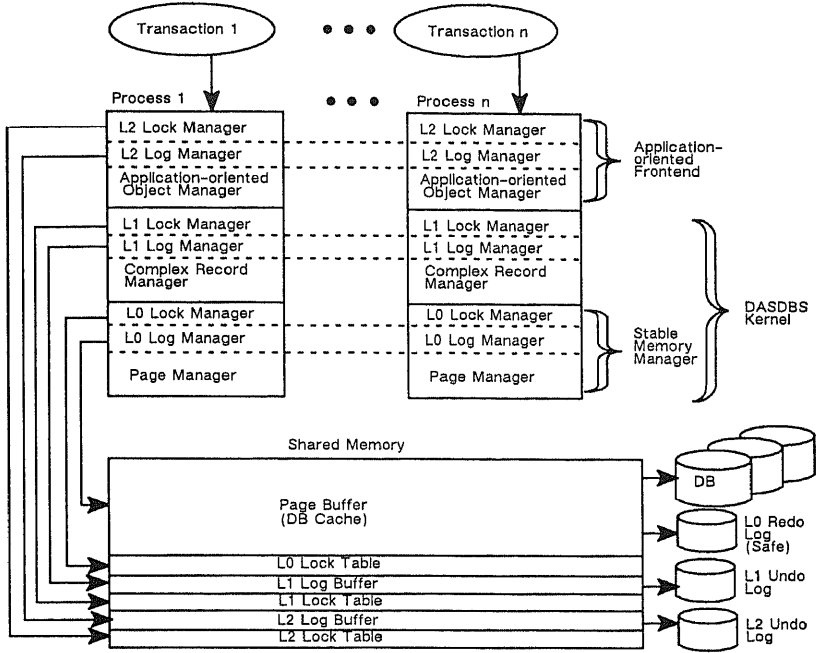 Transaction 1
Transaction n
Process 1
Process n
L2 Lock Manager
L2 Log Manager
Application-oriented
Object Manager
L1 Lock Manager
L1 Log Manager
Complex Record
Manager
L0 Lock Manager
L0 Log Manager
Page Manager
L2 Lock Manager
L2 Log Manager
Application-oriented
Object Manager
L1 Lock Manager
L1 Log Manager
Complex Record
Manager
L0 Lock Manager
L0 Log Manager
Page Manager
Application-
oriented
Frontend
Stable
Memory
Manager
DASDBS
Kernel
Shared Memory
Page Buffer
(DB Cache)
L0 Lock Table
L1 Log Buffer
L1 Lock Table
L2 Log Buffer
L2 Lock Table
DB
L0 Redo
Log
(Safe)
L1 Undo
Log
L2 Undo
Log